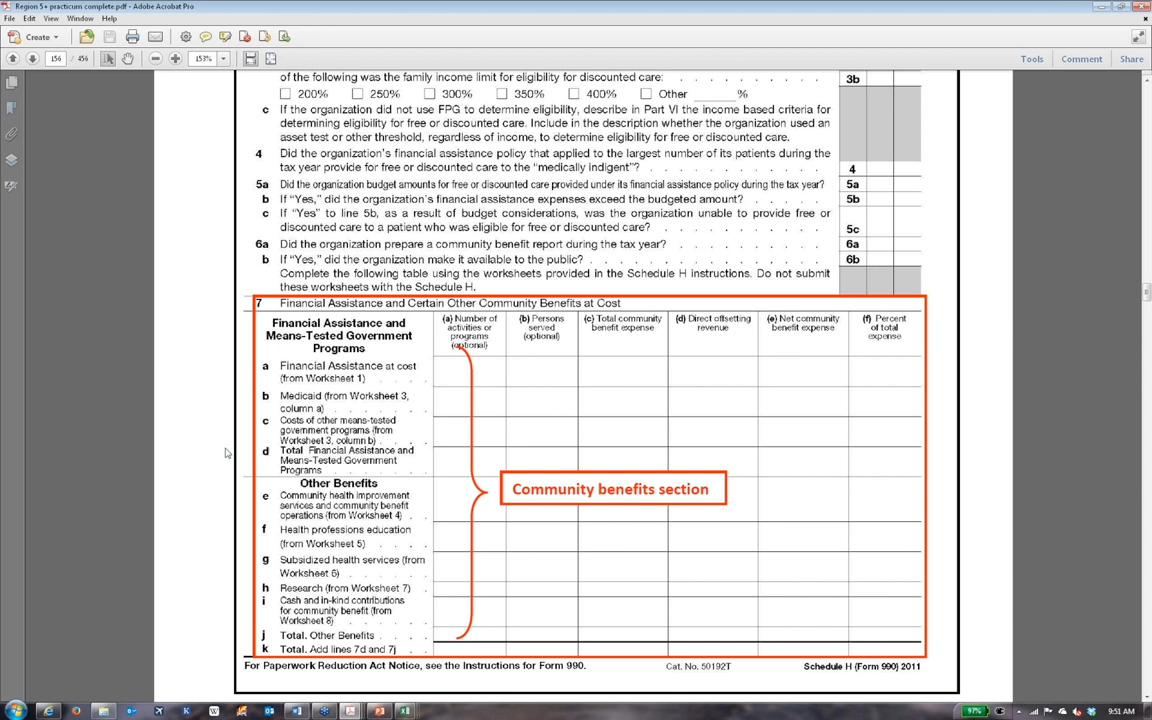 Region 5+ practicum complete.pdf - Adobe Acrobat Pro
File Edit View Window Help
Create
156 / 456 153% Tools Comment Share
of the following was the family income limit for eligibility for discounted care: . . . . . . . . . 3b
200% 250% 300% 350% 400% Other ______ %
c If the organization did not use FPG to determine eligibility, describe in Part VI the income based criteria for
determining eligibility for free or discounted care. Include in the description whether the organization used an
asset test or other threshold, regardless of income, to determine eligibility for free or discounted care.
4 Did the organization's financial assistance policy that applied to the largest number of its patients during the
tax year provide for free or discounted care to the "medically indigent"? . . . . . . . . . . 4
5a Did the organization budget amounts for free or discounted care provided under its financial assistance policy during the tax year? 5a
b If "Yes," did the organization's financial assistance expenses exceed the budgeted amount? . . . . . 5b
c If "Yes" to line 5b, as a result of budget considerations, was the organization unable to provide free or
discounted care to a patient who was eligible for free or discounted care? . . . . . . . . . . 5c
6a Did the organization prepare a community benefit report during the tax year? . . . . . . . . . 6a
b If "Yes," did the organization make it available to the public? . . . . . . . . . . . . . 6b
Complete the following table using the worksheets provided in the Schedule H instructions. Do not submit
these worksheets with the Schedule H.
7 Financial Assistance and Certain Other Community Benefits at Cost
Financial Assistance and
Means-Tested Government
Programs
(a) Number of
activities or
programs
(optional)
(b) Persons
served
(optional)
(c) Total community
benefit expense
(d) Direct offsetting
revenue
(e) Net community
benefit expense
(f) Percent
of total
expense
a Financial Assistance at cost
(from Worksheet 1) . . . .
b Medicaid (from Worksheet 3,
column a) . . . . . . .
c Costs of other means-tested
government programs (from
Worksheet 3, column b) . . .
d Total Financial Assistance and
Means-Tested Government
Programs . . . . . . .
Other Benefits
e Community health improvement
services and community benefit
operations (from Worksheet 4) . .
f Health professions education
(from Worksheet 5) . . . .
g Subsidized health services (from
Worksheet 6) . . . . . .
h Research (from Worksheet 7) . .
i Cash and in-kind contributions
for community benefit (from
Worksheet 8) . . . . . .
j Total. Other Benefits . . . .
k Total. Add lines 7d and 7j .
Community benefits section
For Paperwork Reduction Act Notice, see the Instructions for Form 990. Cat. No. 50192T Schedule H (Form 990) 2011
97% 9:51 AM